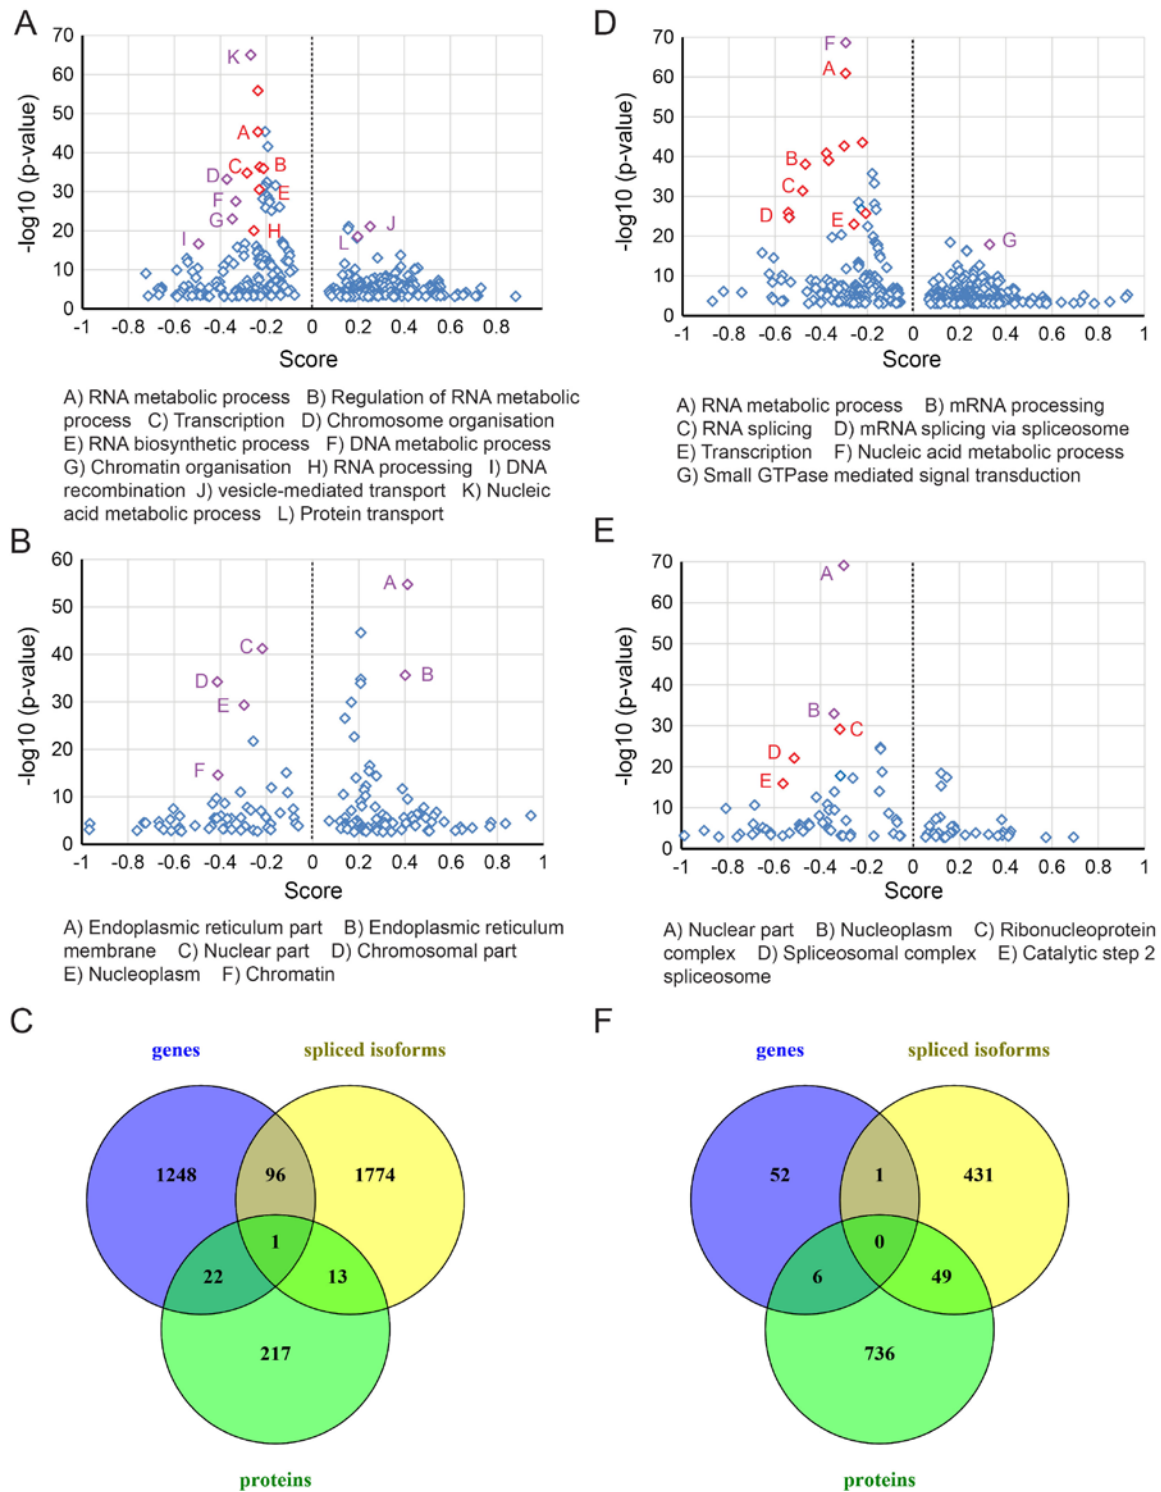 A
-log10 (p-value)
70
60
50
40
30
20
10
0
K
A
C
B
D
E
F
G
H
I
J
L
-1 -0.8 -0.6 -0.4 -0.2 0 0.2 0.4 0.6 0.8 1
Score
A) RNA metabolic process B) Regulation of RNA metabolic
process C) Transcription D) Chromosome organisation
E) RNA biosynthetic process F) DNA metabolic process
G) Chromatin organisation H) RNA processing I) DNA
recombination J) vesicle-mediated transport K) Nucleic
acid metabolic process L) Protein transport
D
-log10 (p-value)
70
60
50
40
30
20
10
0
F
A
B
C
D
E
G
-1 -0.8 -0.6 -0.4 -0.2 0 0.2 0.4 0.6 0.8 1
Score
A) RNA metabolic process B) mRNA processing
C) RNA splicing D) mRNA splicing via spliceosome
E) Transcription F) Nucleic acid metabolic process
G) Small GTPase mediated signal transduction
B
-log10 (p-value)
60
50
40
30
20
10
0
A
C
B
D
E
F
-1 -0.8 -0.6 -0.4 -0.2 0 0.2 0.4 0.6 0.8 1
Score
A) Endoplasmic reticulum part B) Endoplasmic reticulum
membrane C) Nuclear part D) Chromosomal part
E) Nucleoplasm F) Chromatin
E
-log10 (p-value)
70
60
50
40
30
20
10
0
A
B
C
D
E
-1 -0.8 -0.6 -0.4 -0.2 0 0.2 0.4 0.6 0.8 1
Score
A) Nuclear part B) Nucleoplasm C) Ribonucleoprotein
complex D) Spliceosomal complex E) Catalytic step 2
spliceosome
C
genes spliced isoforms
1248 96 1774
1
22 13
217
proteins
F
genes spliced isoforms
52 1 431
0
6 49
736
proteins